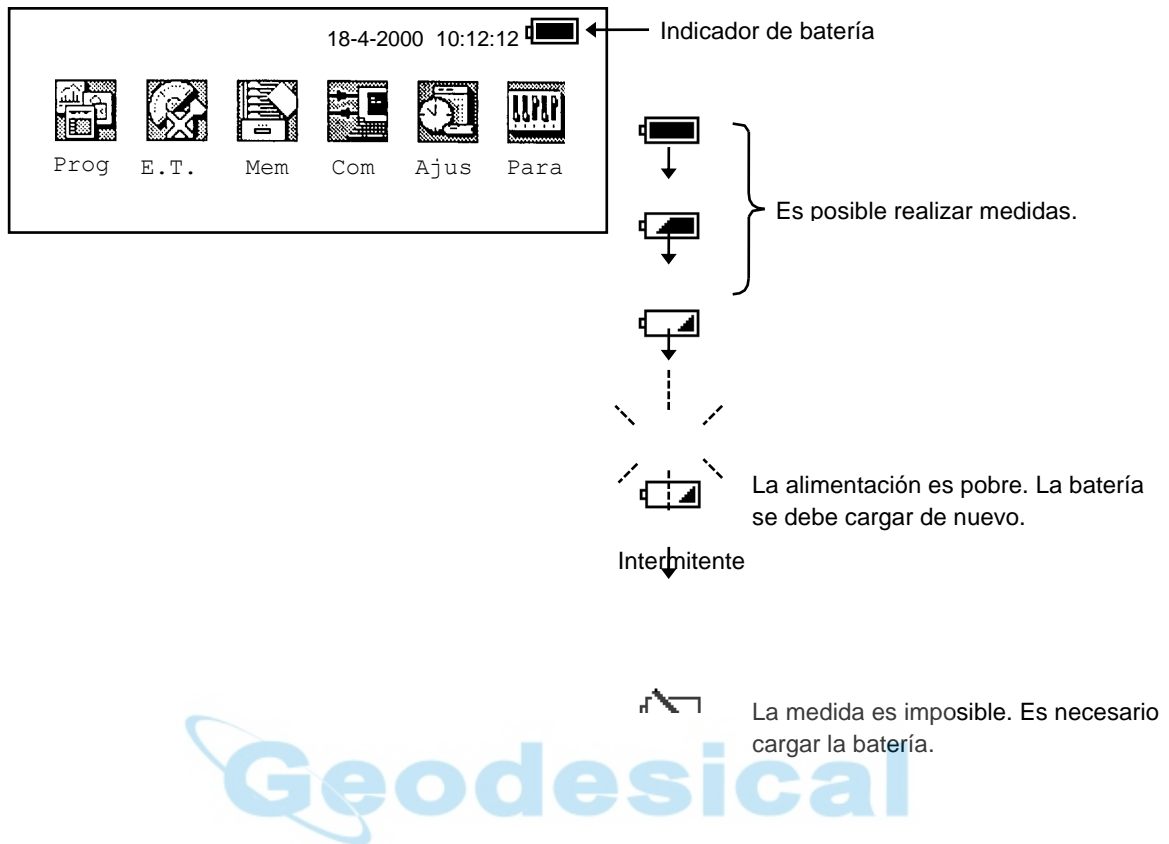 18-4-2000 10:12:12
Indicador de batería
Prog E.T. Mem Com Ajus Para
Es posible realizar medidas.
La alimentación es pobre. La batería
se debe cargar de nuevo.
Intermitente
La medida es imposible. Es necesario
cargar la batería.
Geodesical